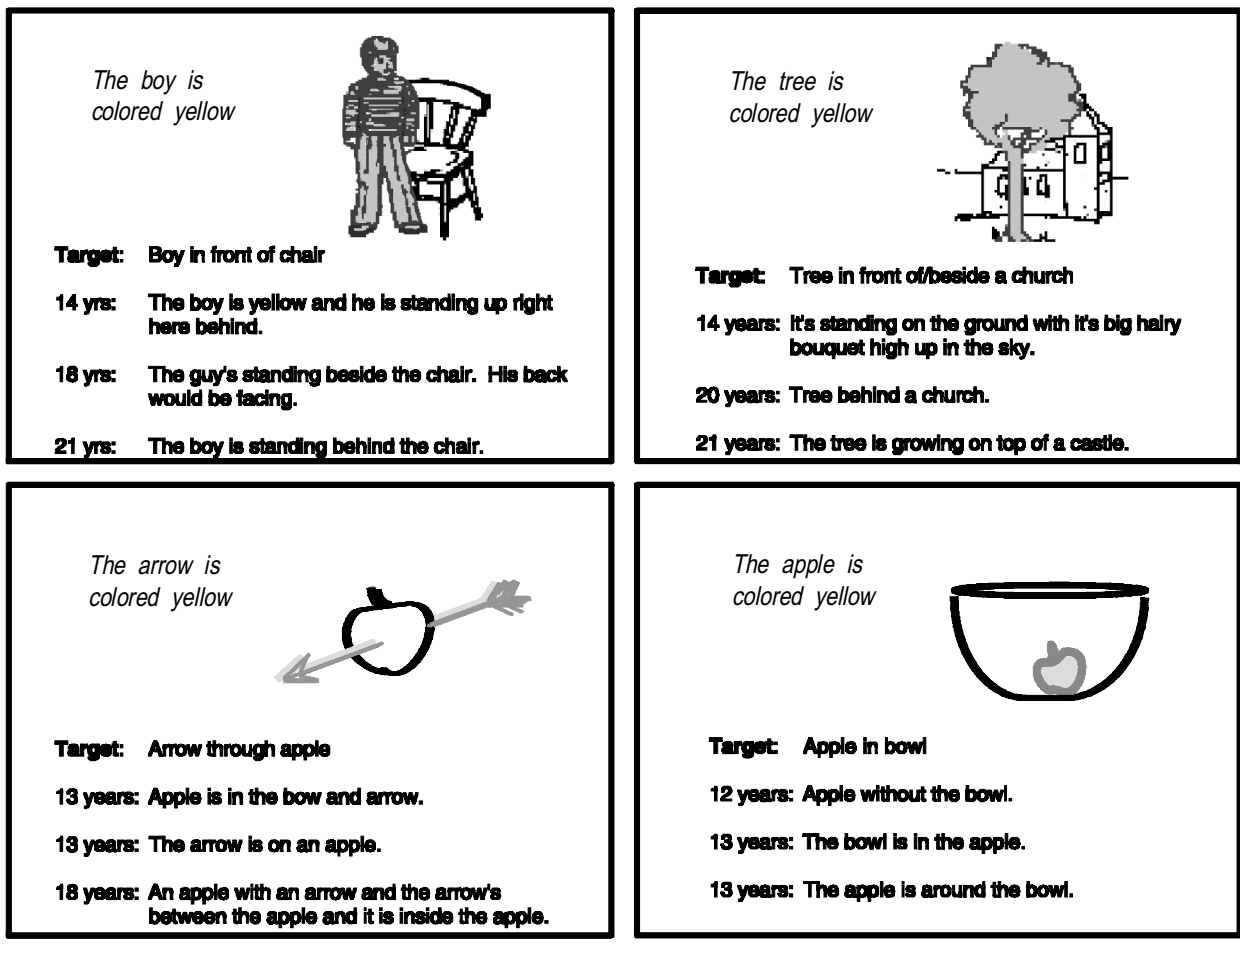 The boy is
colored yellow
Target: Boy in front of chair
14 yrs: The boy is yellow and he is standing up right
here behind.
18 yrs: The guy's standing beside the chair. His back
would be facing.
21 yrs: The boy is standing behind the chair.
The tree is
colored yellow
Target: Tree in front of/beside a church
14 years: It's standing on the ground with it's big hairy
bouquet high up in the sky.
20 years: Tree behind a church.
21 years: The tree is growing on top of a castle.
The arrow is
colored yellow
Target: Arrow through apple
13 years: Apple is in the bow and arrow.
13 years: The arrow is on an apple.
18 years: An apple with an arrow and the arrow's
between the apple and it is inside the apple.
The apple is
colored yellow
Target: Apple in bowl
12 years: Apple without the bowl.
13 years: The bowl is in the apple.
13 years: The apple is around the bowl.